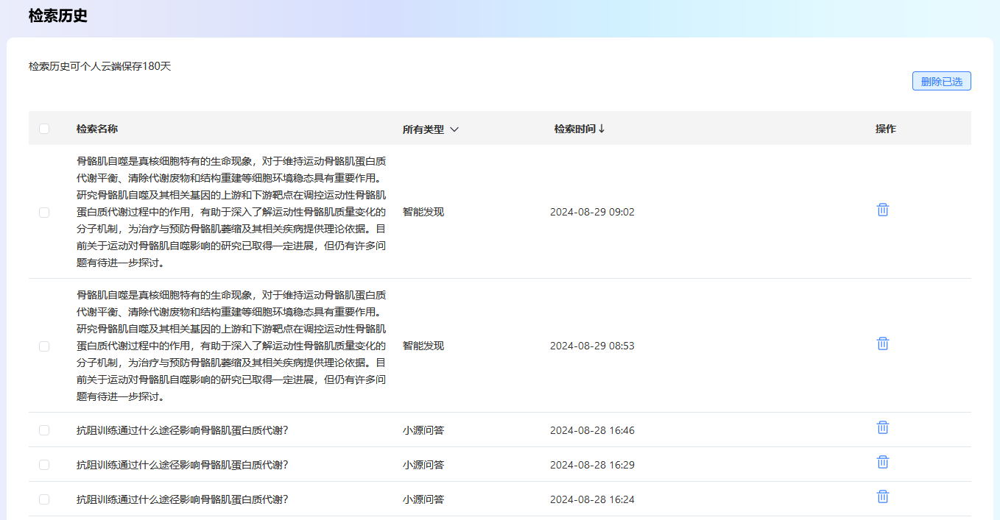 检索历史
检索历史可个人云端保存180天
删除已选
检索名称 所有类型 检索时间↓ 操作
骨骼肌自噬是真核细胞特有的生命现象，对于维持运动骨骼肌蛋白质
代谢平衡、清除代谢废物和结构重建等细胞环境稳态具有重要作用。
研究骨骼肌自噬及其相关基因的上游和下游靶点在调控运动性骨骼肌
蛋白质代谢过程中的作用，有助于深入了解运动性骨骼肌质量变化的
分子机制，为治疗与预防骨骼肌萎缩及其相关疾病提供理论依据。目
前关于运动对骨骼肌自噬影响的研究已取得一定进展，但仍有许多问
题有待进一步探讨。
智能发现
2024-08-29 09:02
骨骼肌自噬是真核细胞特有的生命现象，对于维持运动骨骼肌蛋白质
代谢平衡、清除代谢废物和结构重建等细胞环境稳态具有重要作用。
研究骨骼肌自噬及其相关基因的上游和下游靶点在调控运动性骨骼肌
蛋白质代谢过程中的作用，有助于深入了解运动性骨骼肌质量变化的
分子机制，为治疗与预防骨骼肌萎缩及其相关疾病提供理论依据。目
前关于运动对骨骼肌自噬影响的研究已取得一定进展，但仍有许多问
题有待进一步探讨。
智能发现
2024-08-29 08:53
抗阻训练通过什么途径影响骨骼肌蛋白质代谢? 小源问答 2024-08-28 16:46
抗阻训练通过什么途径影响骨骼肌蛋白质代谢? 小源问答 2024-08-28 16:29
抗阻训练通过什么途径影响骨骼肌蛋白质代谢? 小源问答 2024-08-28 16:24